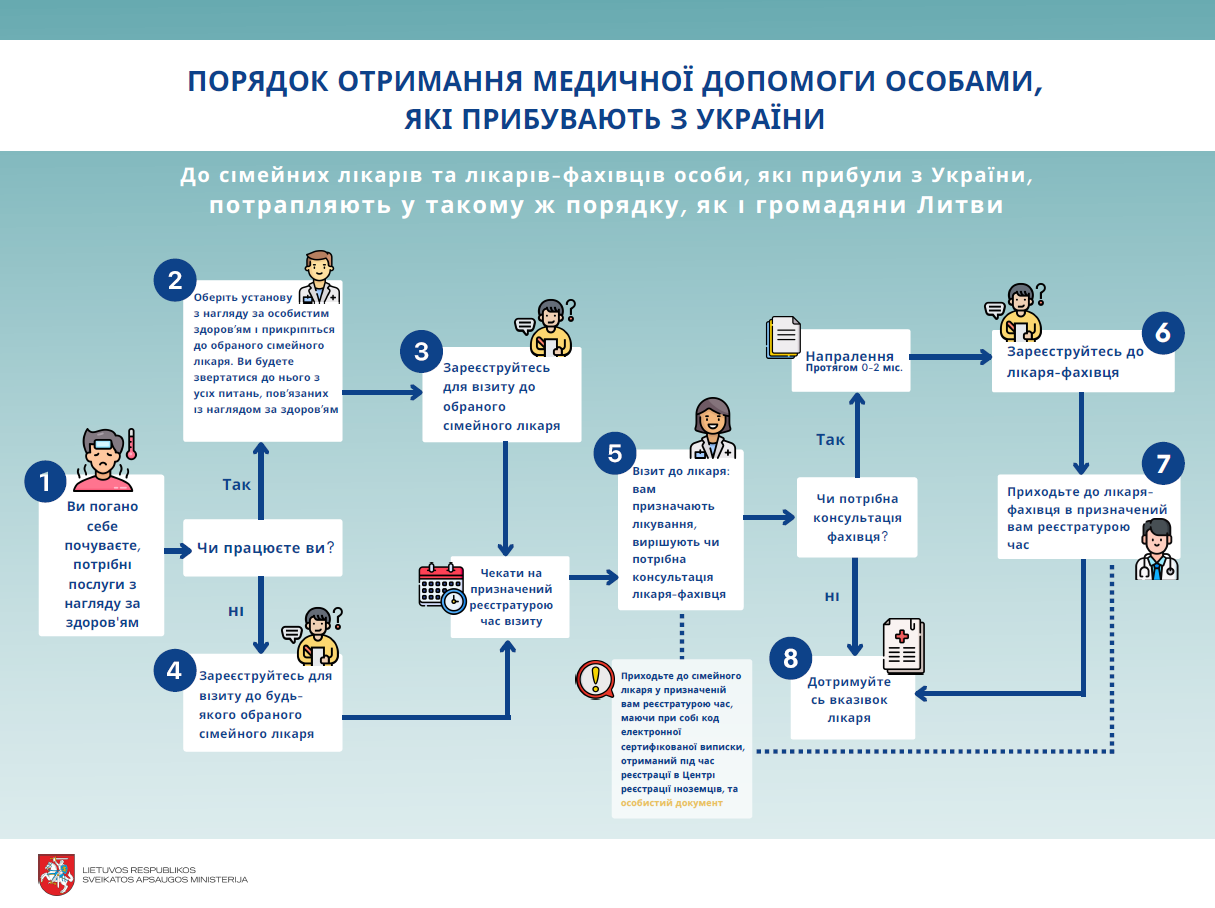 ПОРЯДОК ОТРИМАННЯ МЕДИЧНОЇ ДОПОМОГИ ОСОБАМИ,
ЯКІ ПРИБУВАЮТЬ З УКРАЇНИ
До сімейних лікарів та лікарів–фахівців особи, які прибули з України,
потрапляють у такому ж порядку, як і громадяни Литви
1
Ви погано
себе
почуваєте,
потрібні
послуги з
нагляду за
здоров'ям
Чи працюєте ви?
Так
ні
2
Оберіть установу
з нагляду за особистим
здоров'ям і прикріпіться
до обраного сімейного
лікаря. Ви будете
звертатися до нього з
усіх питань, пов'язаних
із наглядом за здоров'ям
3
Зареєструйтесь
для візиту до
обраного
сімейного лікаря
4
Зареєструйтесь для
візиту до будь–
якого обраного
сімейного лікаря
Чекати на
призначений
реєстратурою
час візиту
5
Візит до лікаря:
вам
призначають
лікування,
вирішують чи
потрібна
консультація
лікаря–фахівця
Приходьте до сімейного
лікаря у призначений
вам реєстратурою час,
маючи при собі код
електронної
сертифікованої виписки,
отриманий під час
реєстрації в Центрі
реєстрації іноземців, та
особистий документ
Чи потрібна
консультація
фахівця?
Так
ні
Напралення
Протягом 0–2 міс.
6
Зареєструйтесь до
лікаря–фахівця
7
Приходьте до лікаря–
фахівця в призначений
вам реєстратурою
час
8
Дотримуйте
сь вказівок
лікаря
LIETUVOS RESPUBLIKOS
SVEIKATOS APSAUGOS MINISTERIJA